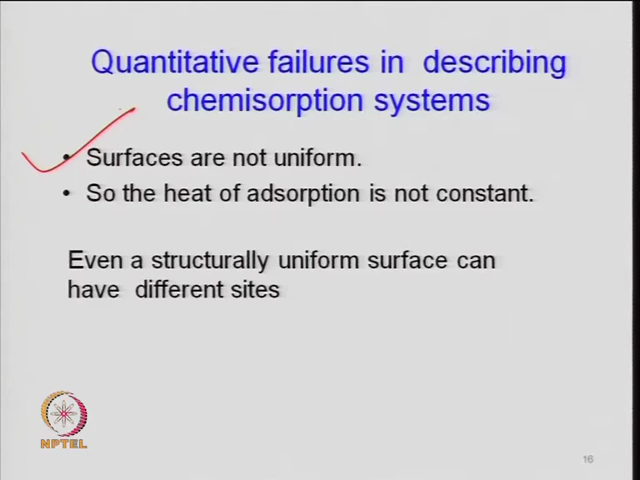 Quantitative failures in describing
chemisorption systems
• Surfaces are not uniform.
• So the heat of adsorption is not constant.
Even a structurally uniform surface can
have different sites
NPTEL
16